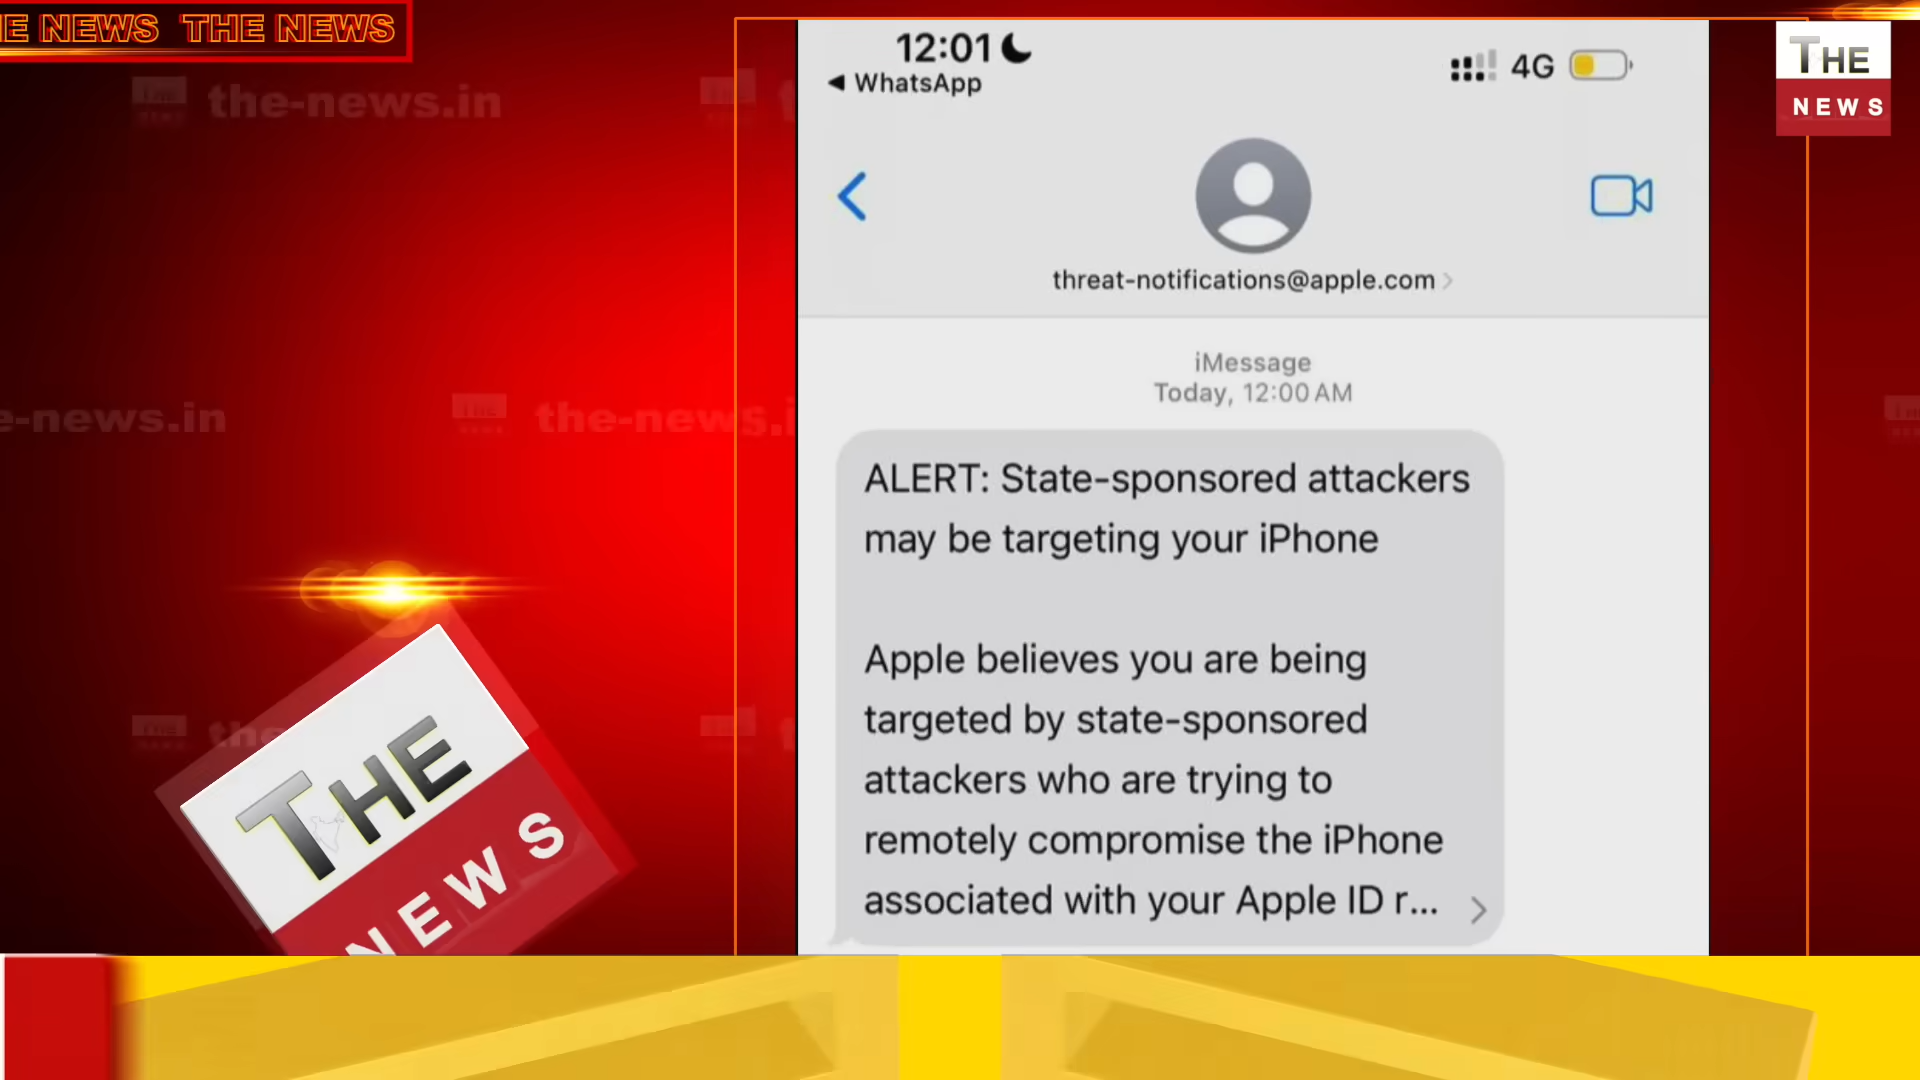 E NEWS THE NEWS
the-news.in
e-news.in
the-news.i
the
THE
NEWS
12:01
WhatsApp
4G
threat-notifications@apple.com
iMessage
Today, 12:00 AM
ALERT: State-sponsored attackers
may be targeting your iPhone
Apple believes you are being
targeted by state-sponsored
attackers who are trying to
remotely compromise the iPhone
associated with your Apple ID r...
THE
NEWS